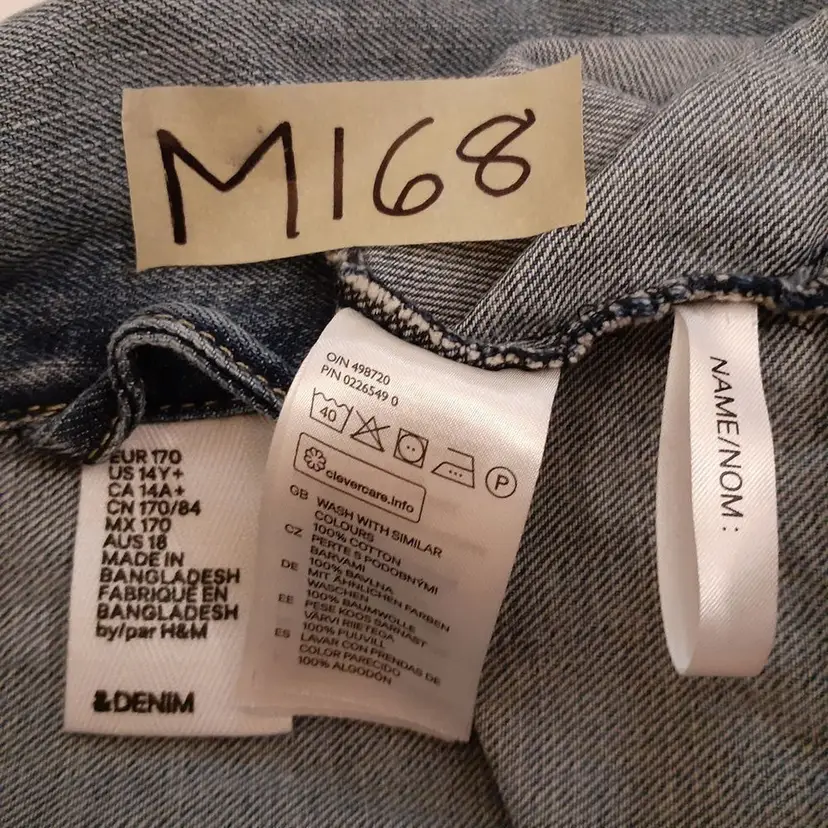 M168
EUR 170
US 14Y+
CA 14A+
CN 170/84
MX 170
AUS 18
MADE IN
BANGLADESH
FABRIQUÉ EN
BANGLADESH
by/par H&M
&DENIM
O/N 498720
P/N 0226549 0
40
P
clevercare.info
GB WASH WITH SIMILAR
COLOURS
100% COTTON
CZ PERTE S PODOBNÝMI
BARVAMI
100% BAVLNA
DE MIT ÄHNLICHEN FARBEN
WASCHEN
100% BAUMWOLLE
EE PESE KOOS SARNAST
VÄRVI RIIETEGA
100% PUUVILL
ES LAVAR CON PRENDAS DE
COLOR PARECIDO
100% ALGODÓN
NAME/NOM :